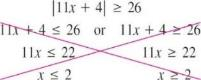 |11x + 4| ≥ 26
11x + 4 ≤ 26 or 11x + 4 ≥ 26
11x ≤ 22 11x ≥ 22
x ≤ 2 x ≥ 2